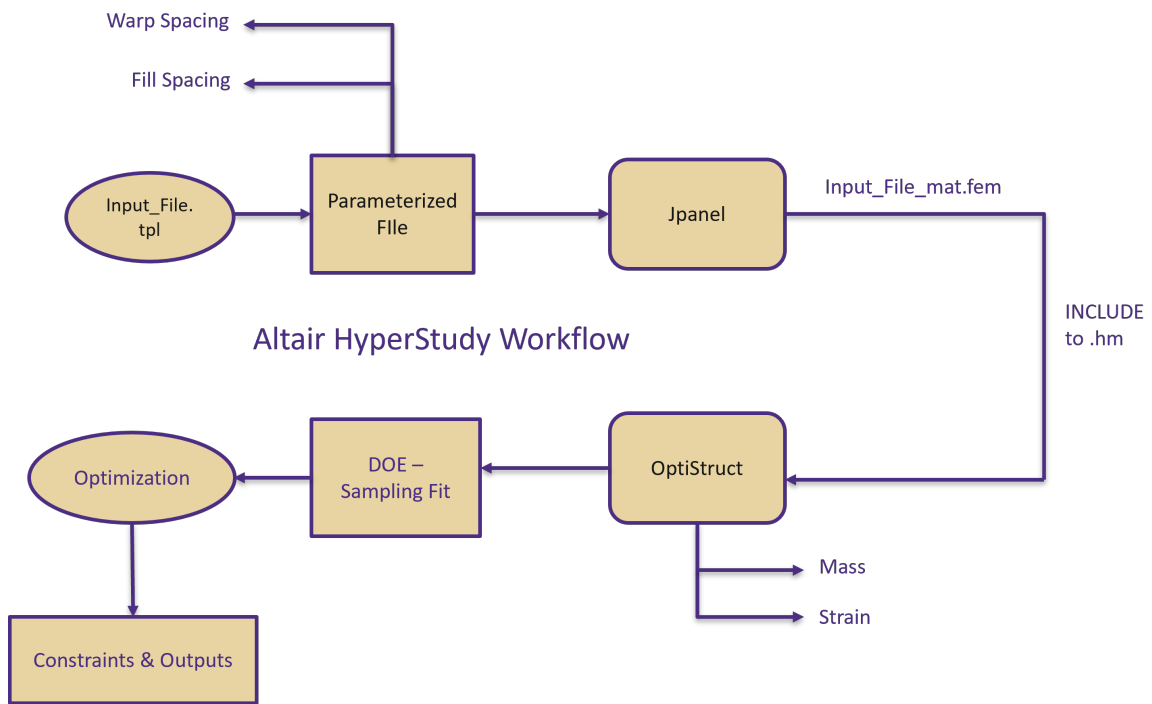 Warp Spacing
Fill Spacing
Input_File.
tpl
Parameterized
FIle
Jpanel
Input_File_mat.fem
INCLUDE
to .hm
Altair HyperStudy Workflow
Optimization
DOE –
Sampling Fit
OptiStruct
Mass
Strain
Constraints & Outputs